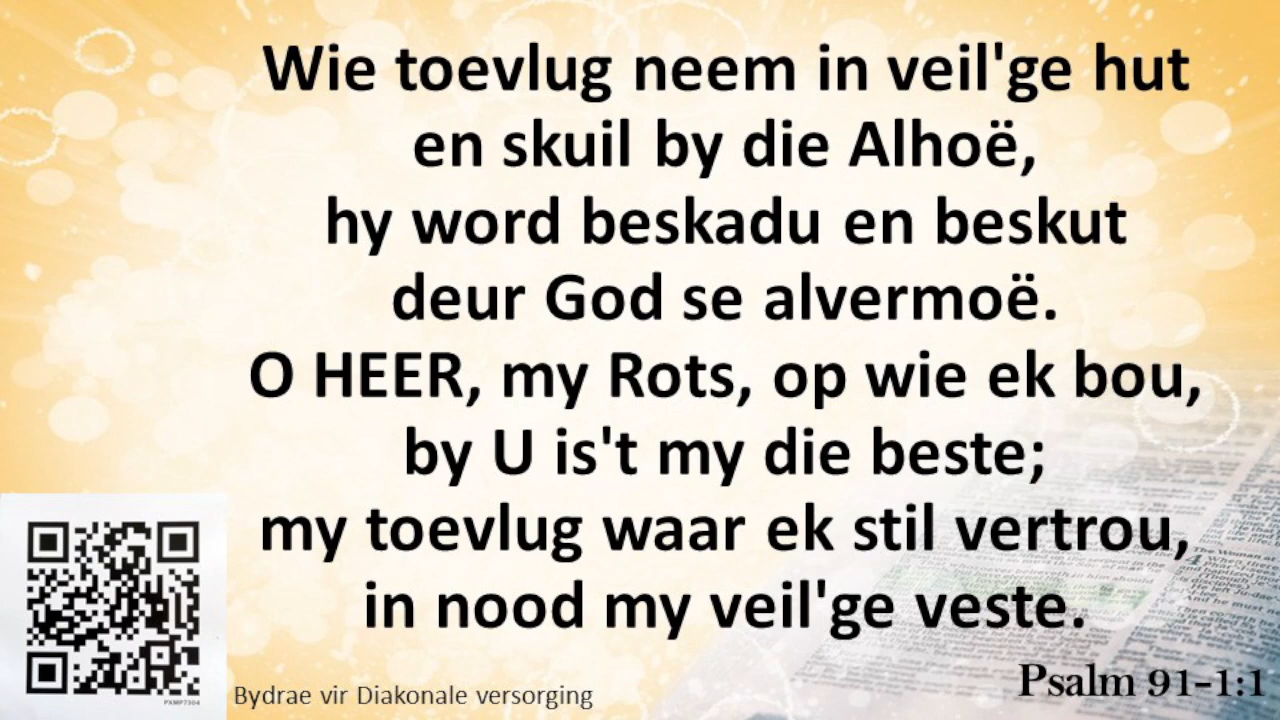 Wie toevlug neem in veil'ge hut
en skuil by die Alhoë,
hy word beskadu en beskut
deur God se alvermoë.
O HEER, my Rots, op wie ek bou,
by U is't my die beste;
my toevlug waar ek stil vertrou,
in nood my veil'ge veste.
Psalm 91-1:1
Bydrae vir Diakonale versorging
PXMP7304